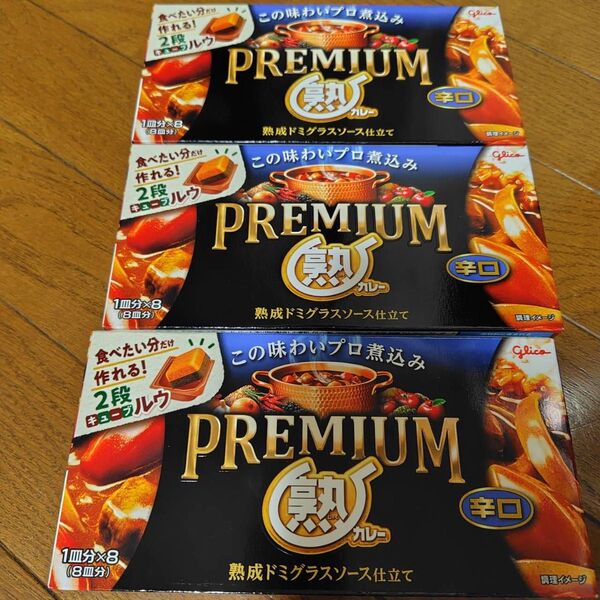 食べたい分だけ
作れる!
2段
キューブルウ
この味わいプロ煮込み
glico
PREMIUM
熟
カレー
辛口
1皿分×8
(8皿分)
熟成ドミグラスソース仕立て
調理イメージ
食べたい分だけ
作れる!
2段
キューブルウ
この味わいプロ煮込み
PREMIUM
熟
カレー
辛口
1皿分×8
(8皿分)
熟成ドミグラスソース仕立て
調理イメージ
食べたい分だけ
作れる!
2段
キューブルウ
この味わいプロ煮込み
glico
PREMIUM
熟
カレー
辛口
1皿分×8
(8皿分)
熟成ドミグラスソース仕立て
調理イメージ